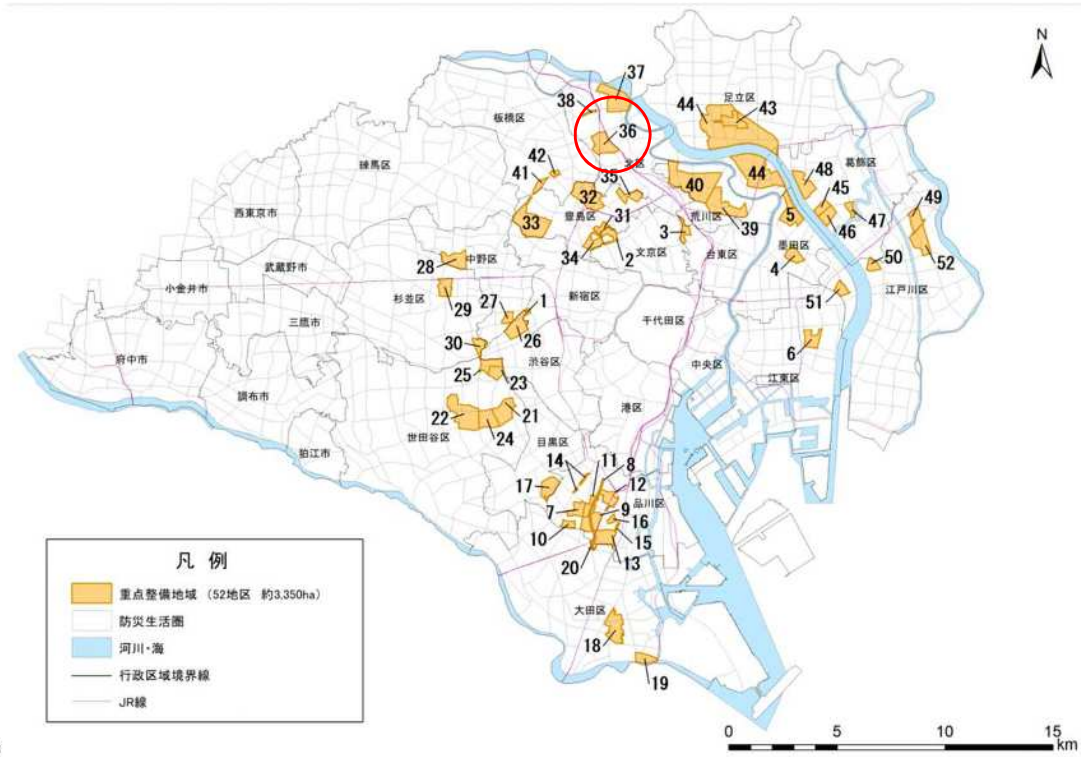 N
37
38
板橋区
足立区
44
43
36
練馬区
42
北区
葛飾区
41
35
40
44
48
45
49
西東京市
32
豊島区
31
荒川区
5
47
33
3
39
46
34
2
文京区
台東区
墨田区
28
中野区
4
50
52
武蔵野市
小金井市
杉並区
29
27
1
新宿区
51
江戸川区
三鷹市
26
千代田区
府中市
30
渋谷区
中央区
6
25
23
江東区
調布市
港区
22
21
世田谷区
24
狛江市
目黒区
14
11
8
17
12
7
9
品川区
10
16
15
20
13
凡 例
重点整備地域 (52地区 約3,350ha)
防災生活圏
河川・海
行政区域境界線
JR線
大田区
18
19
0 5 10 15
km